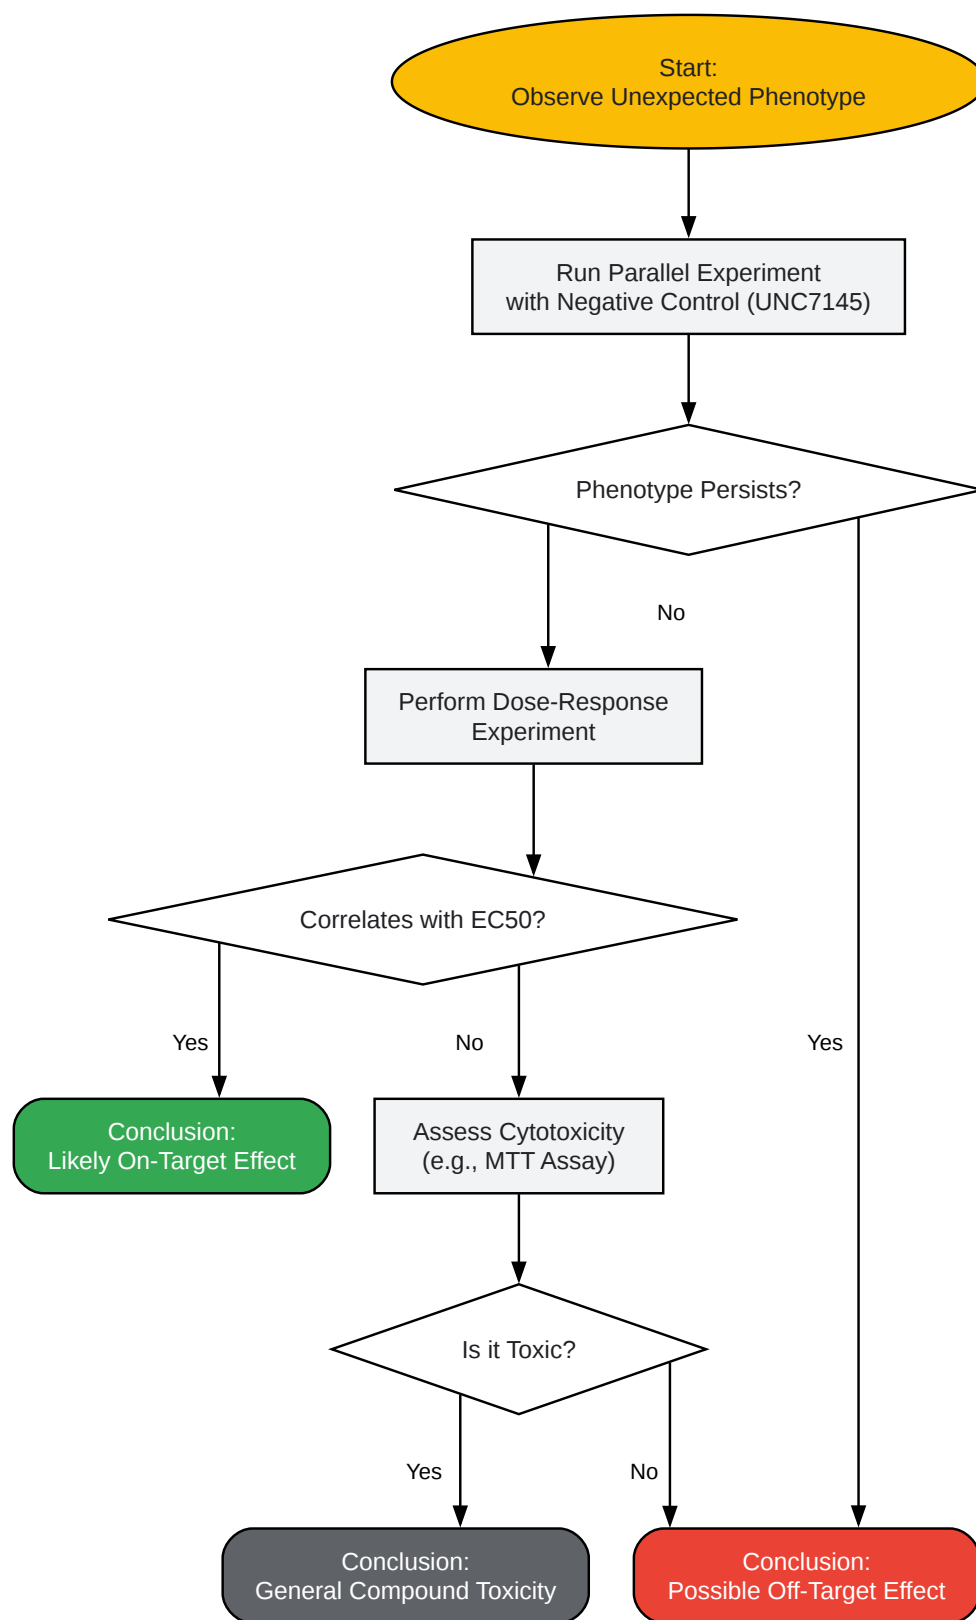 Start:
Observe Unexpected Phenotype
Run Parallel Experiment
with Negative Control (UNC7145)
Phenotype Persists?
No
Perform Dose-Response
Experiment
Correlates with EC50?
Yes
No
Yes
Conclusion:
Likely On-Target Effect
Assess Cytotoxicity
(e.g., MTT Assay)
Is it Toxic?
Yes
No
Conclusion:
General Compound Toxicity
Conclusion:
Possible Off-Target Effect